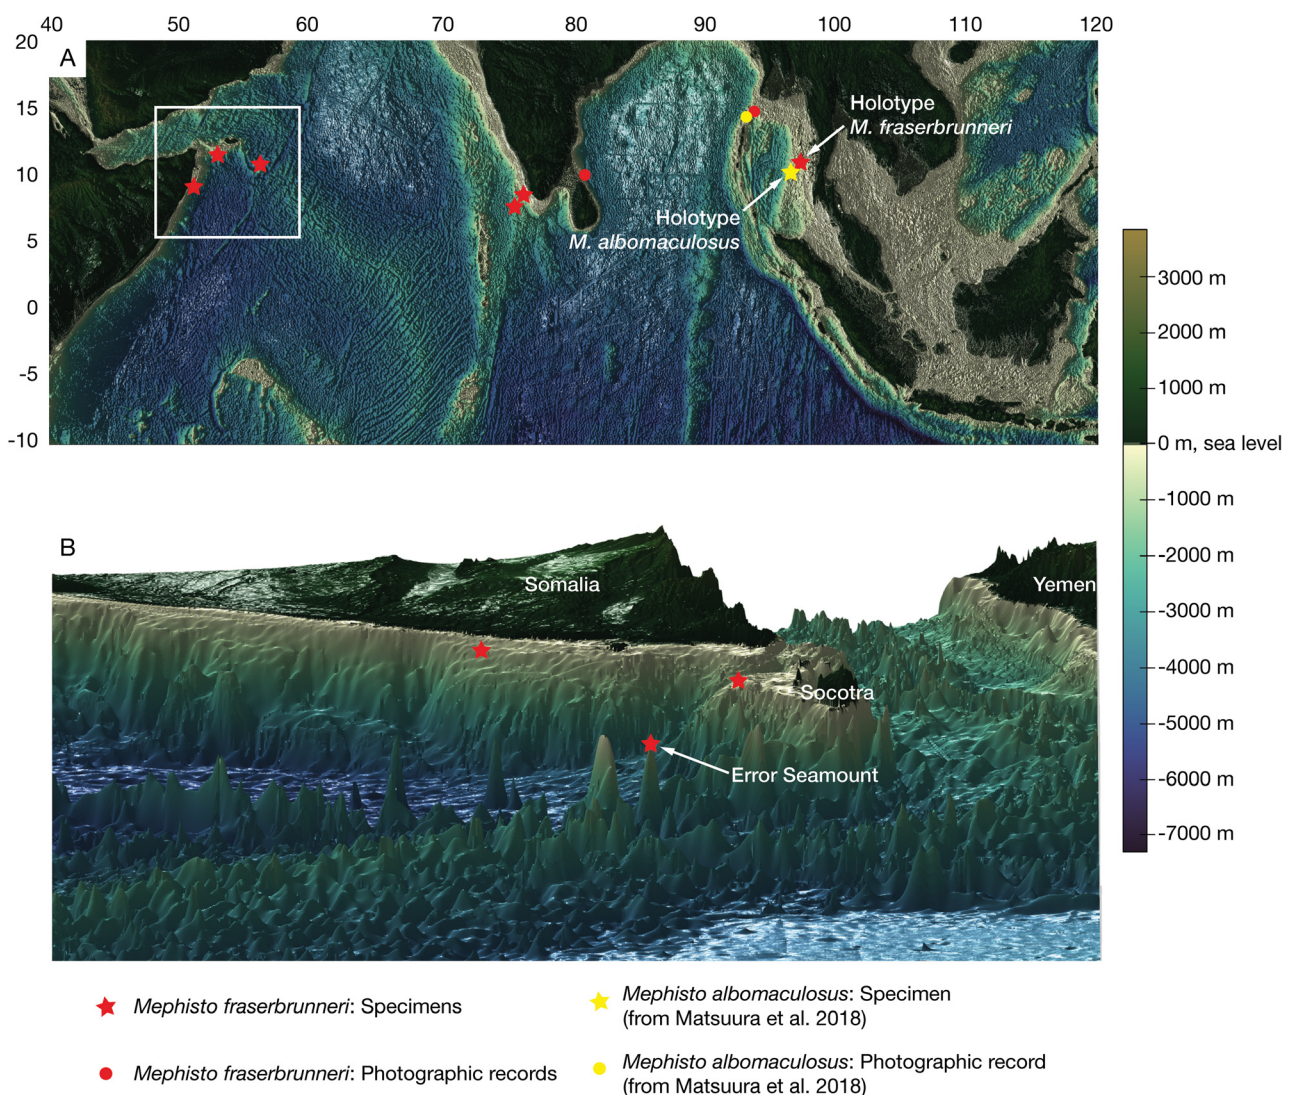 40 50 60 70 80 90 100 110 120
20
A
15
10
5
0
-5
-10
Holotype
M. fraserbrunneri
Holotype
M. albomaculosus
3000 m
2000 m
1000 m
0 m, sea level
-1000 m
-2000 m
-3000 m
-4000 m
-5000 m
-6000 m
-7000 m
B
Somalia
Yemen
Socotra
Error Seamount
Mephisto fraserbrunneri: Specimens
Mephisto albomaculosus: Specimen
(from Matsuura et al. 2018)
Mephisto fraserbrunneri: Photographic records
Mephisto albomaculosus: Photographic record
(from Matsuura et al. 2018)